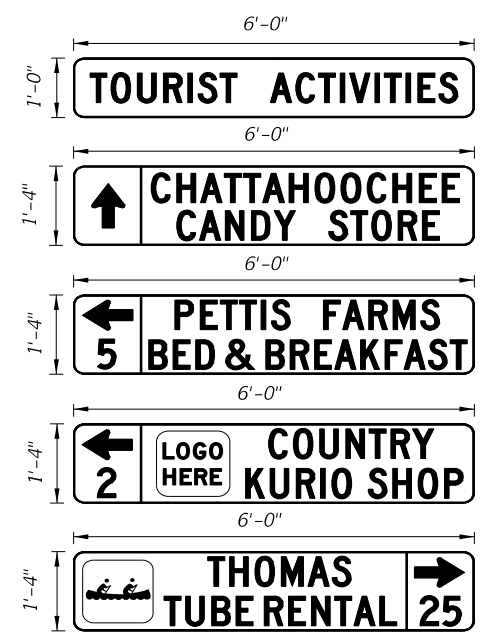 6'-0"
1'-0"
TOURIST ACTIVITIES
6'-0"
1'-4"
CHATTAHOOCHEE
CANDY STORE
6'-0"
1'-4"
PETTIS FARMS
5 BED & BREAKFAST
6'-0"
1'-4"
2
LOGO
HERE
COUNTRY
KURIO SHOP
6'-0"
1'-4"
THOMAS
TUBE RENTAL 25